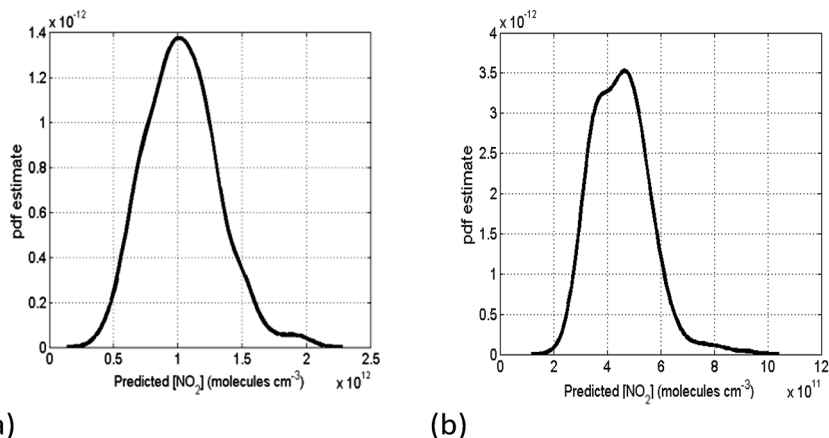 x 10^-12
1.4
1.2
1
0.8
0.6
0.4
0.2
0
pdf estimate
0 0.5 1 1.5 2 2.5
Predicted [NO_2] (molecules cm^-3) x 10^12
a)
x 10^-12
4
3.5
3
2.5
2
1.5
1
0.5
0
pdf estimate
0 2 4 6 8 10 12
Predicted [NO_2] (molecules cm^-3) x 10^11
(b)